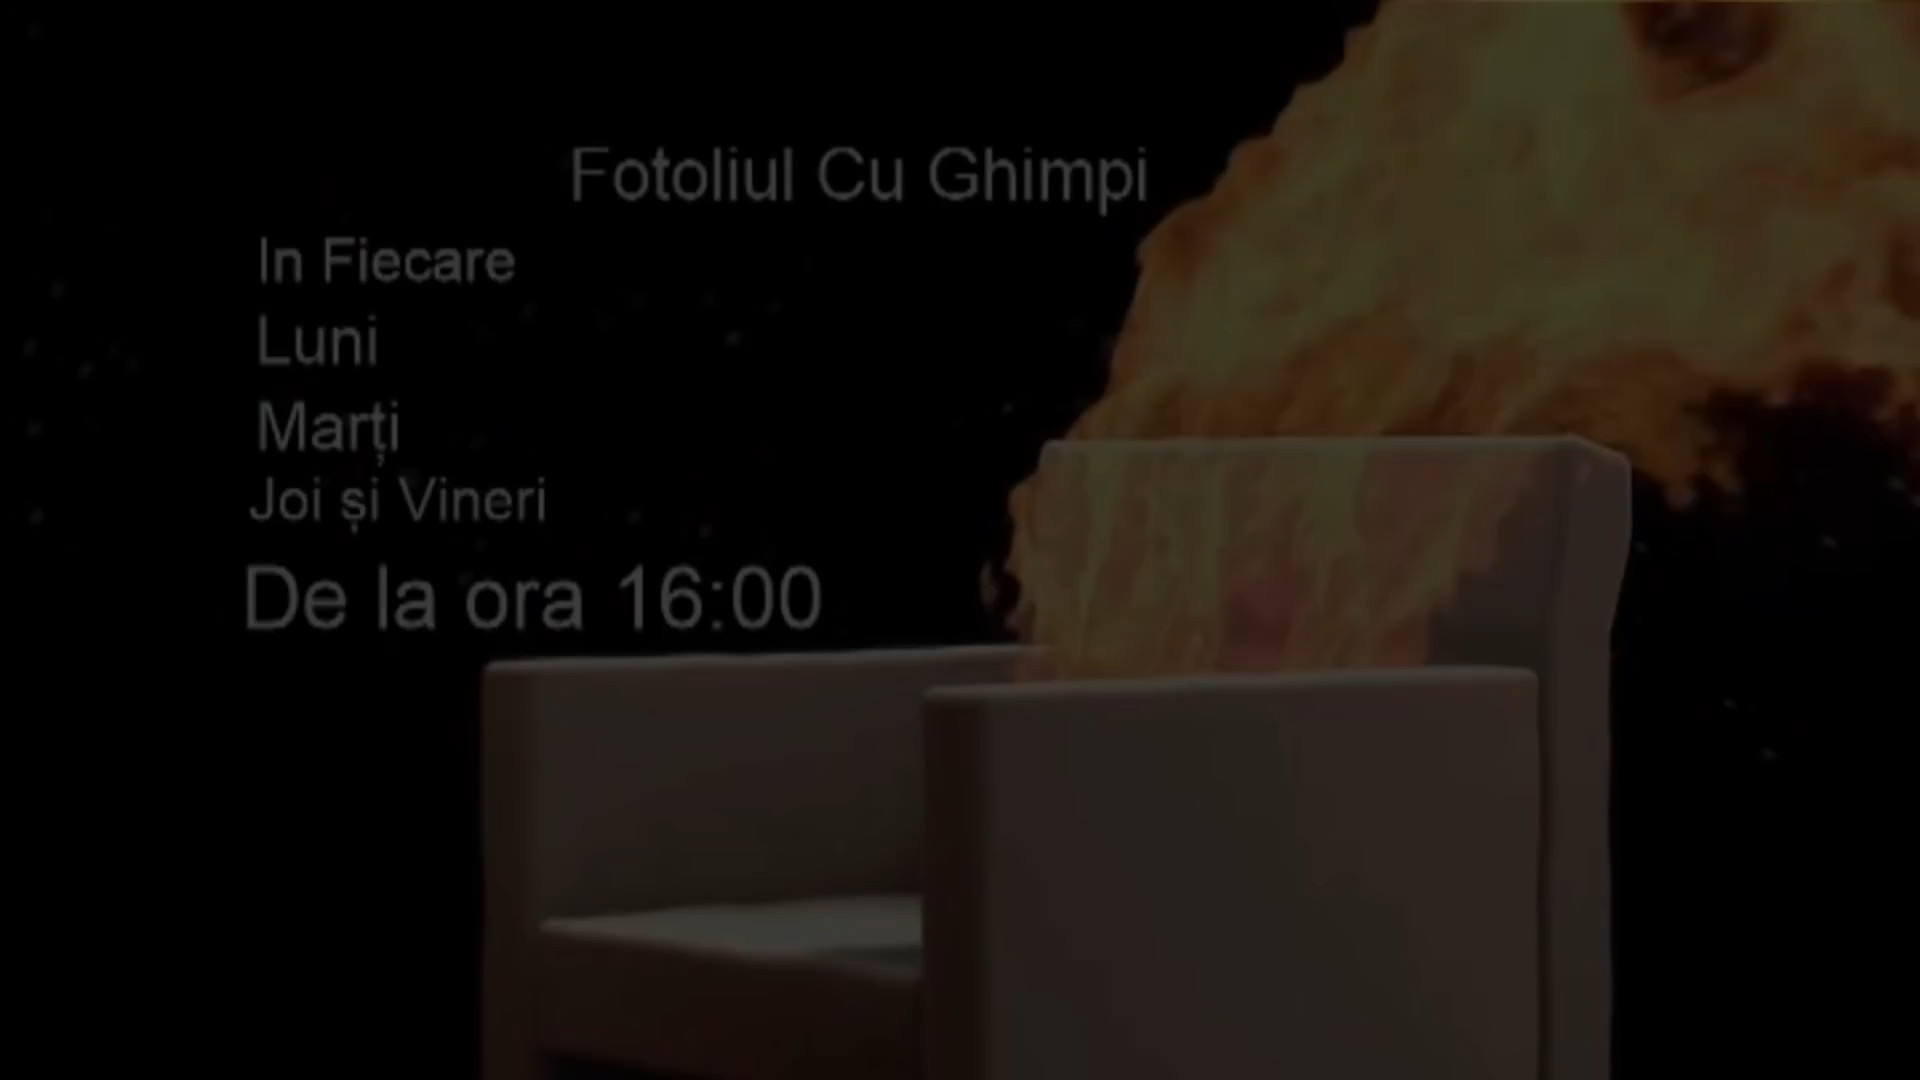 Fotoliul Cu Ghimpi
In Fiecare
Luni
Marți
Joi și Vineri
De la ora 16:00